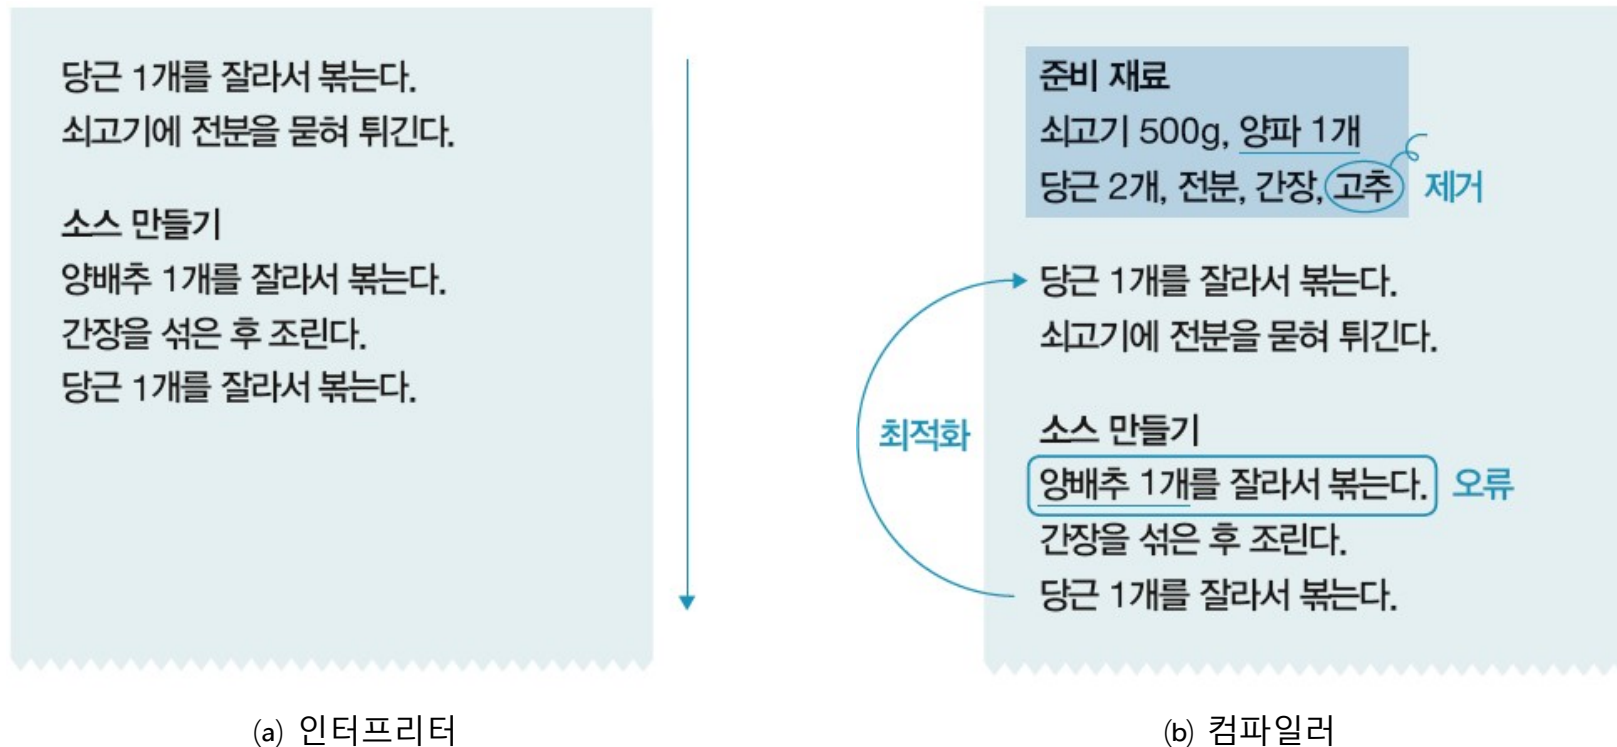 당근 1개를 잘라서 볶는다.
쇠고기에 전분을 묻혀 튀긴다.
소스 만들기
양배추 1개를 잘라서 볶는다.
간장을 섞은 후 조린다.
당근 1개를 잘라서 볶는다.
(a) 인터프리터
준비 재료
쇠고기 500g, 양파 1개
당근 2개, 전분, 간장, 고추 제거
당근 1개를 잘라서 볶는다.
쇠고기에 전분을 묻혀 튀긴다.
최적화
소스 만들기
양배추 1개를 잘라서 볶는다. 오류
간장을 섞은 후 조린다.
당근 1개를 잘라서 볶는다.
(b) 컴파일러